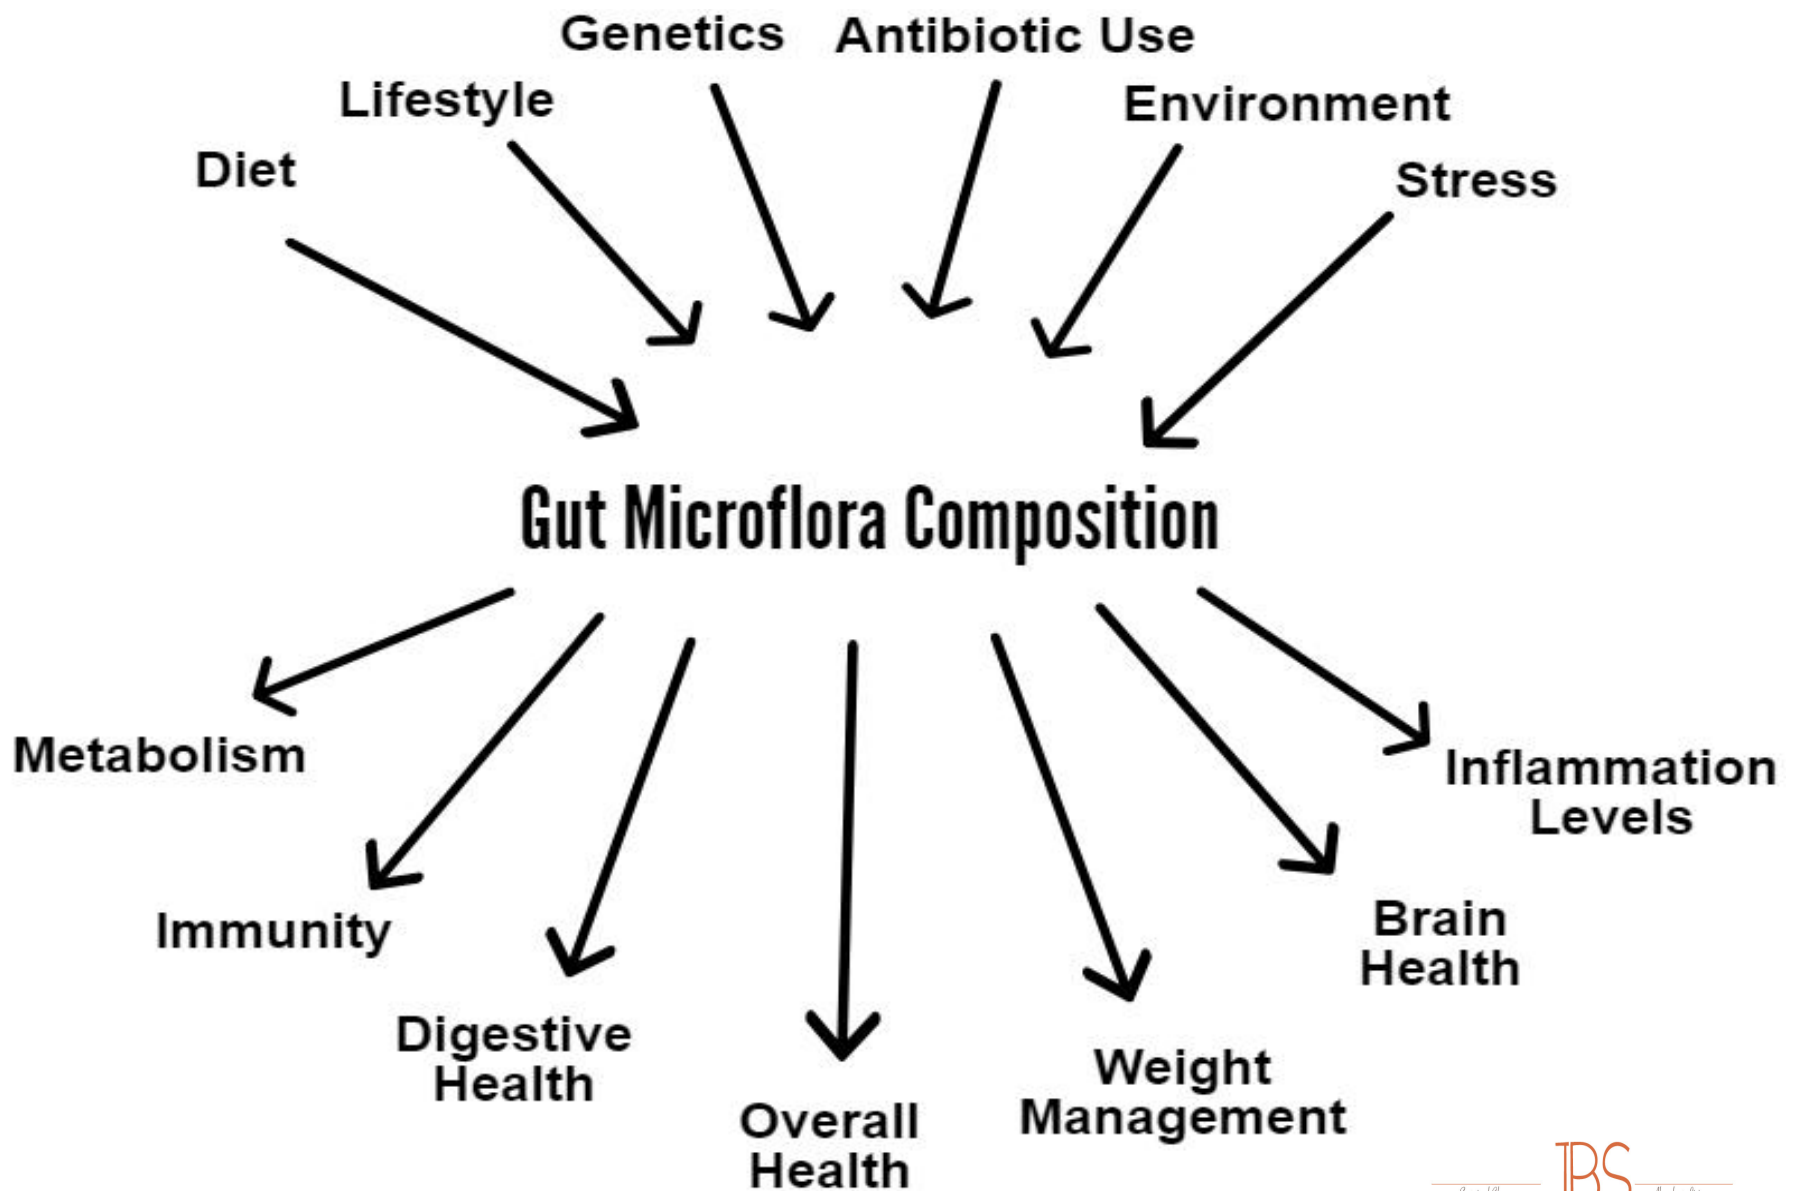 Genetics
Antibiotic Use
Lifestyle
Environment
Diet
Stress
Gut Microflora Composition
Metabolism
Inflammation
Levels
Immunity
Brain
Health
Digestive
Health
Weight
Management
Overall
Health
IBS